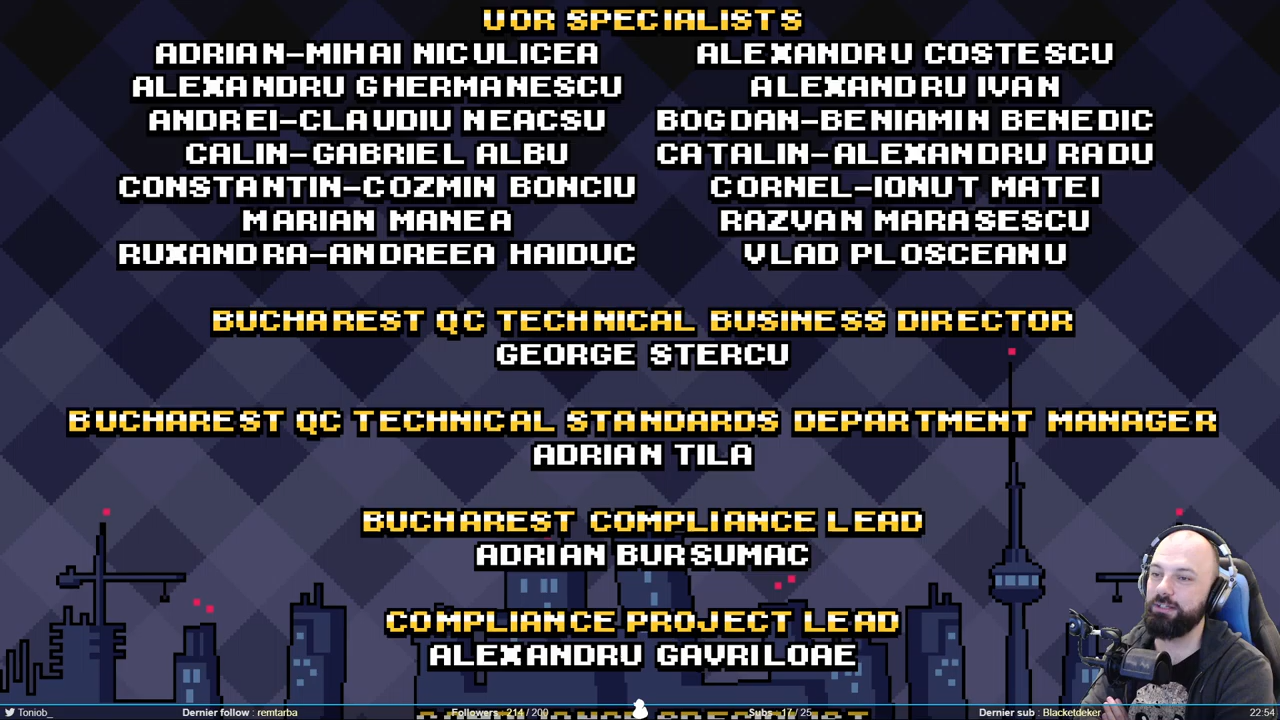 UOR SPECIALISTS
ADRIAN-MIHAI NICULICEA
ALEXANDRU COSTESCU
ALEXANDRU GHERMANESCU
ALEXANDRU IVAN
ANDREI-CLAUDIU NEACSU
BOGDAN-BENIAMIN BENEDIC
CALIN-GABRIEL ALBU
CATALIN-ALEXANDRU RADU
CONSTANTIN-COZMIN BONCIU
CORNEL-IONUT MATEI
MARIAN MANEA
RAZVAN MARASESCU
RUXANDRA-ANDREEA HAIDUC
VLAD PLOSCEANU
BUCHAREST QC TECHNICAL BUSINESS DIRECTOR
GEORGE STERCU
BUCHAREST QC TECHNICAL STANDARDS DEPARTMENT MANAGER
ADRIAN TILA
BUCHAREST COMPLIANCE LEAD
ADRIAN BURSUMAC
COMPLIANCE PROJECT LEAD
ALEXANDRU GAVRILOAE
Toniob_
Dernier follow : remtarba
Followers : 214 / 200
Subs : 17 / 25
Dernier sub : Blacketdeker
22:54